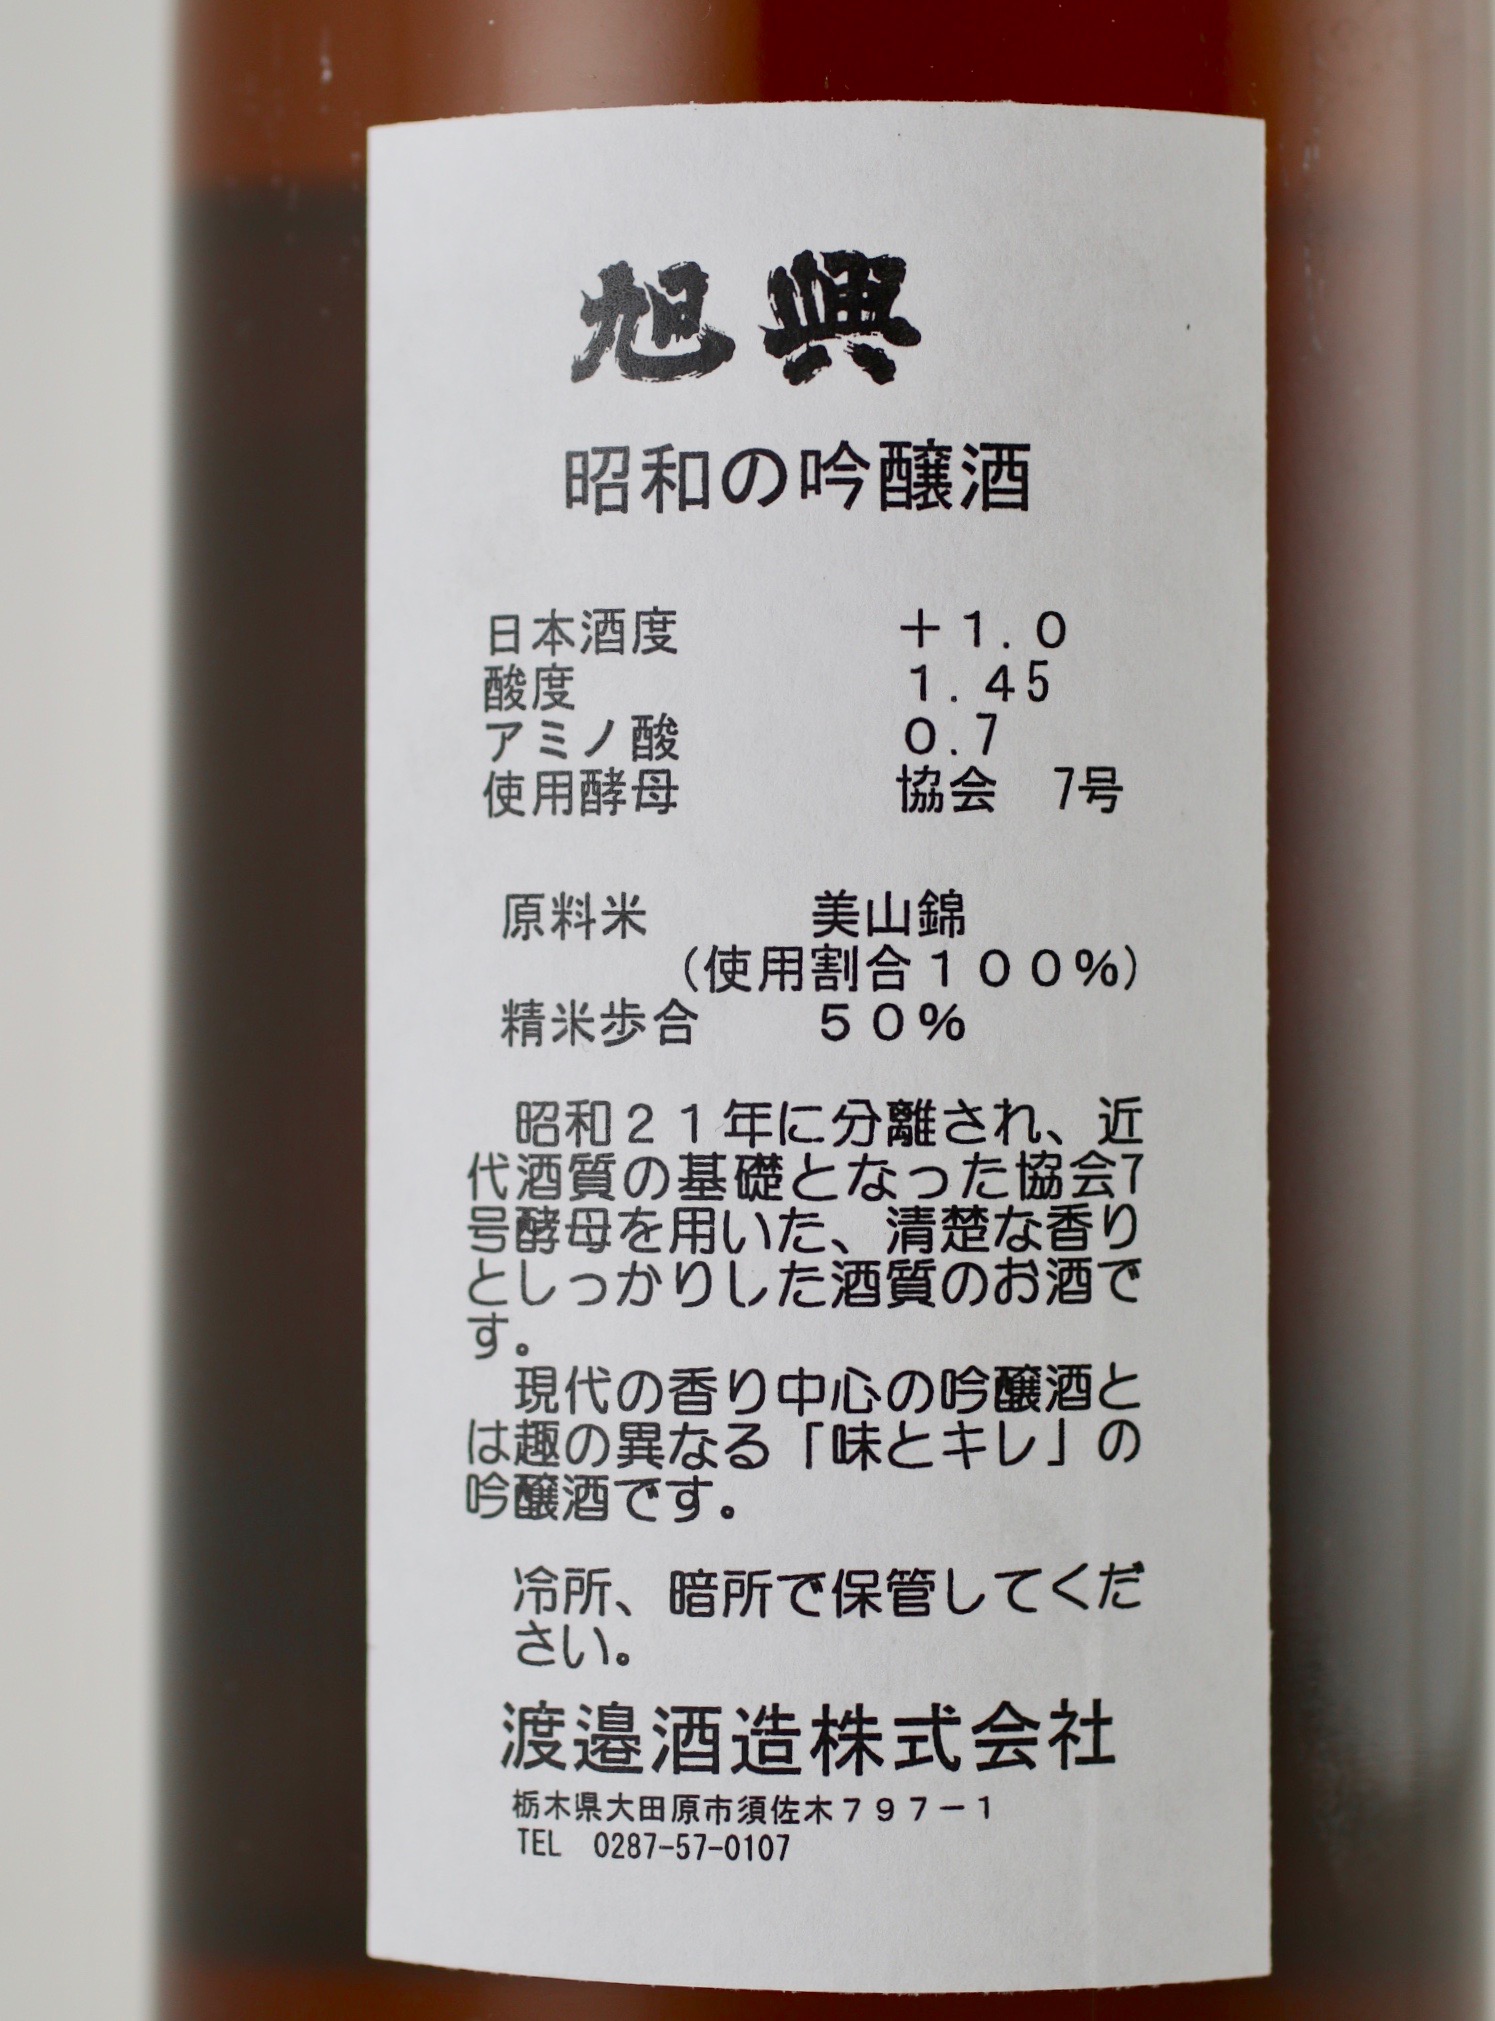 旭興
昭和の吟醸酒
日本酒度　＋１．０
酸度　１．４５
アミノ酸　０．７
使用酵母　協会　７号
原料米　美山錦
（使用割合１００％）
精米歩合　５０％
昭和２１年に分離され、近
代酒質の基礎となった協会７
号酵母を用いた、清楚な香り
としっかりした酒質のお酒で
す。
現代の香り中心の吟醸酒と
は趣の異なる「味とキレ」の
吟醸酒です。
冷所、暗所で保管してくだ
さい。
渡邉酒造株式会社
栃木県大田原市須佐木７９７－１
TEL　0287-57-0107